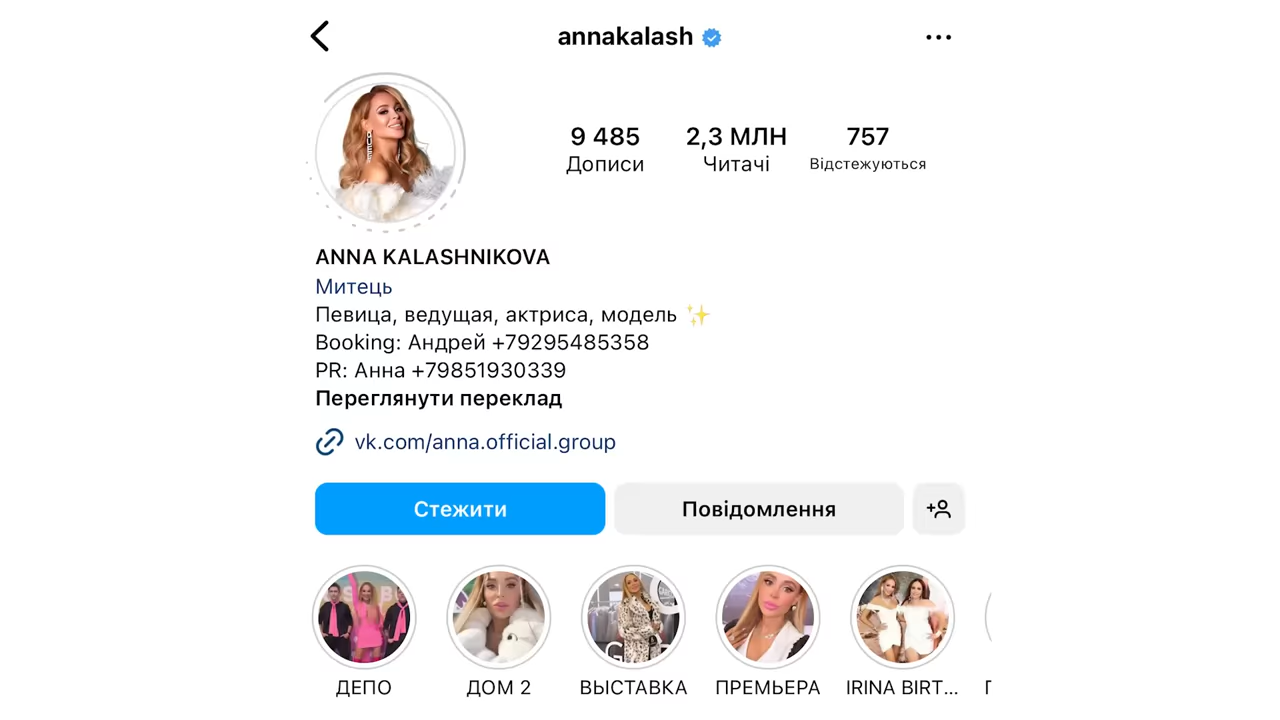 annakalash
9 485 2,3 МЛН 757
Дописи Читачі Відстежуються
ANNA KALASHNIKOVA
Митець
Певица, ведущая, актриса, модель ✨
Booking: Андрей +79295485358
PR: Анна +79851930339
Переглянути переклад
vk.com/anna.official.group
Стежити Повідомлення
ДЕПО ДОМ 2 ВЫСТАВКА ПРЕМЬЕРА IRINA BIRT...